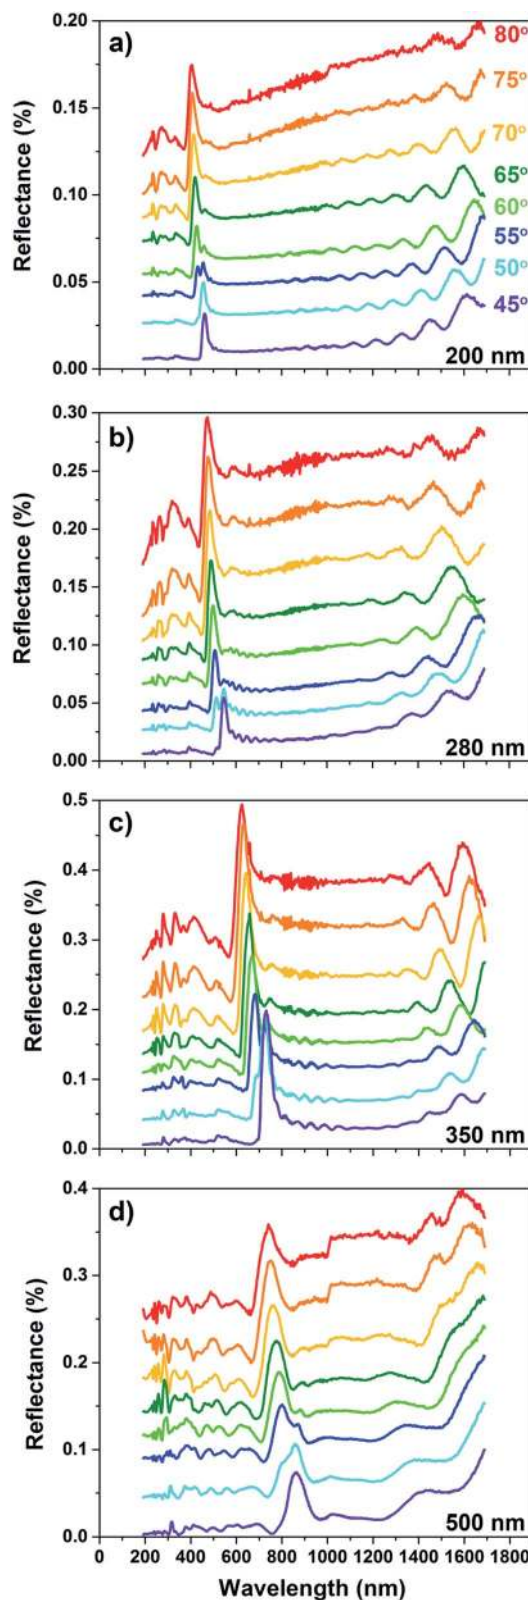 a)
0.20
0.15
0.10
0.05
0.00
Reflectance (%)
80°
75°
70°
65°
60°
55°
50°
45°
200 nm
b)
0.30
0.25
0.20
0.15
0.10
0.05
0.00
Reflectance (%)
280 nm
c)
0.5
0.4
0.3
0.2
0.1
0.0
Reflectance (%)
350 nm
d)
0.4
0.3
0.2
0.1
0.0
Reflectance (%)
500 nm
0 200 400 600 800 1000 1200 1400 1600 1800
Wavelength (nm)